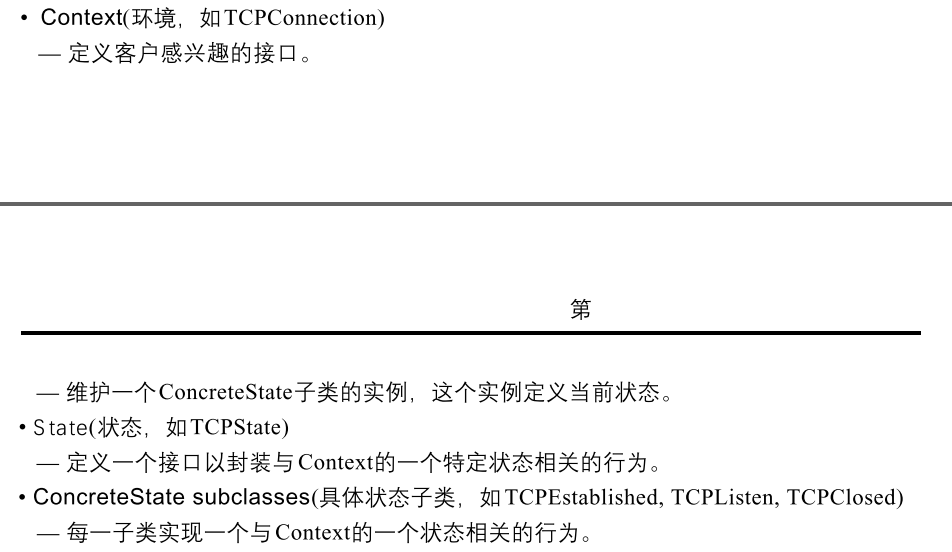 • Context(环境，如TCPConnection)
— 定义客户感兴趣的接口。
第
— 维护一个ConcreteState子类的实例，这个实例定义当前状态。
• State(状态，如TCPState)
— 定义一个接口以封装与Context的一个特定状态相关的行为。
• ConcreteState subclasses(具体状态子类，如TCPEstablished, TCPListen, TCPClosed)
— 每一子类实现一个与Context的一个状态相关的行为。